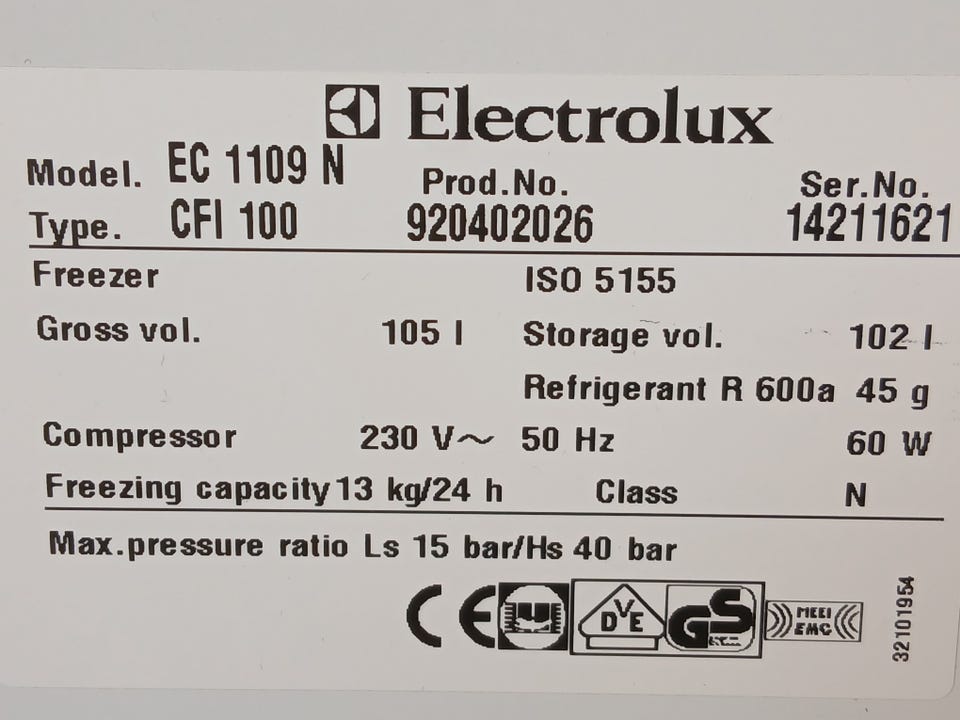 Electrolux
Model. EC 1109 N Prod.No. Ser.No.
Type. CFI 100 920402026 14211621
Freezer ISO 5155
Gross vol. 105 l Storage vol. 102 l
Refrigerant R 600a 45 g
Compressor 230 V~ 50 Hz 60 W
Freezing capacity 13 kg/24 h Class N
Max.pressure ratio Ls 15 bar/Hs 40 bar
CE DVE GS EMC
32101954